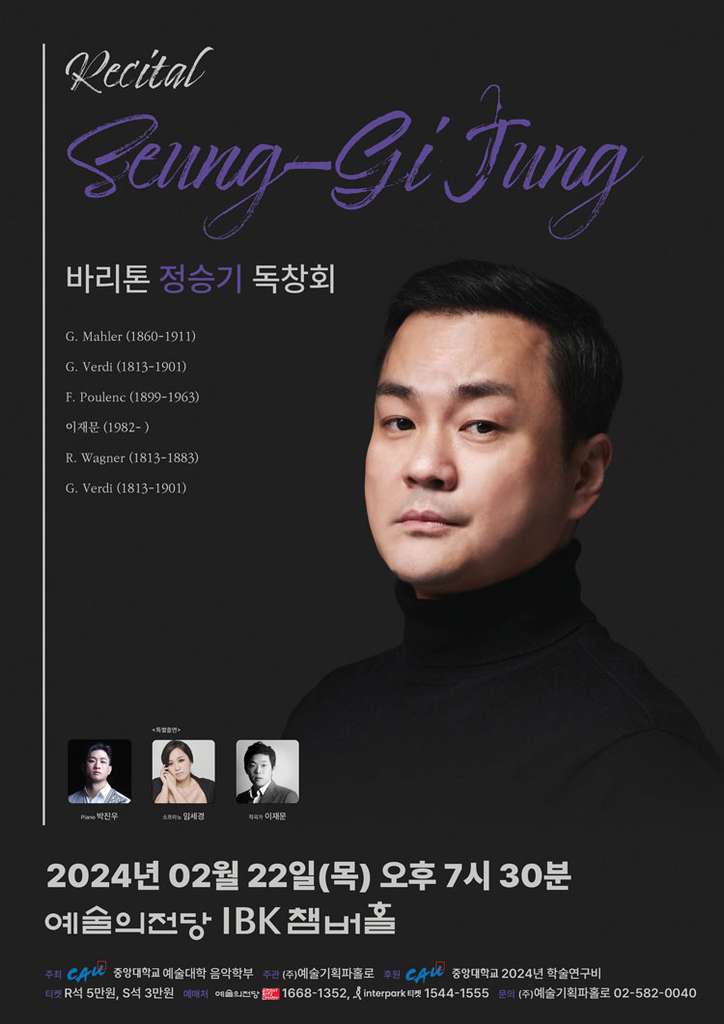 Recital
Seung-Gi Jung
바리톤 정승기 독창회
G. Mahler (1860-1911)
G. Verdi (1813-1901)
F. Poulenc (1899-1963)
이재문 (1982- )
R. Wagner (1813-1883)
G. Verdi (1813-1901)
<특별출연>
Piano 박진우
소프라노 임세경
작곡가 이재문
2024년 02월 22일(목) 오후 7시 30분
예술의전당 IBK챔버홀
주최 CAU 중앙대학교 예술대학 음악학부 주관 (주)예술기획파홀로 후원 CAU 중앙대학교 2024년 학술연구비
티켓 R석 5만원, S석 3만원 예매처 예술의전당 1668-1352, interpark 티켓 1544-1555 문의 (주)예술기획파홀로 02-582-0040